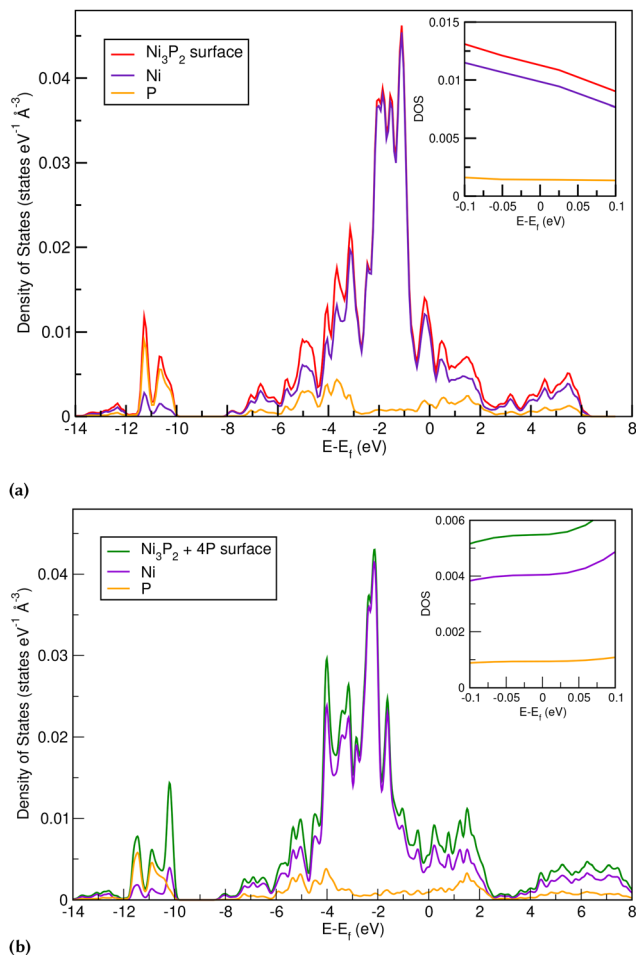 Ni₃P₂ surface
Ni
P
Density of States (states eV⁻¹ Å⁻³)
0.04
0.03
0.02
0.01
0
-14 -12 -10 -8 -6 -4 -2 0 2 4 6 8
E-E_f (eV)
DOS
0.015
0.01
0.005
0
-0.1 -0.05 0 0.05 0.1
E-E_f (eV)
(a)
Ni₃P₂ + 4P surface
Ni
P
Density of States (states eV⁻¹ Å⁻³)
0.04
0.03
0.02
0.01
0
-14 -12 -10 -8 -6 -4 -2 0 2 4 6 8
E-E_f (eV)
DOS
0.006
0.004
0.002
0
-0.1 -0.05 0 0.05 0.1
E-E_f (eV)
(b)